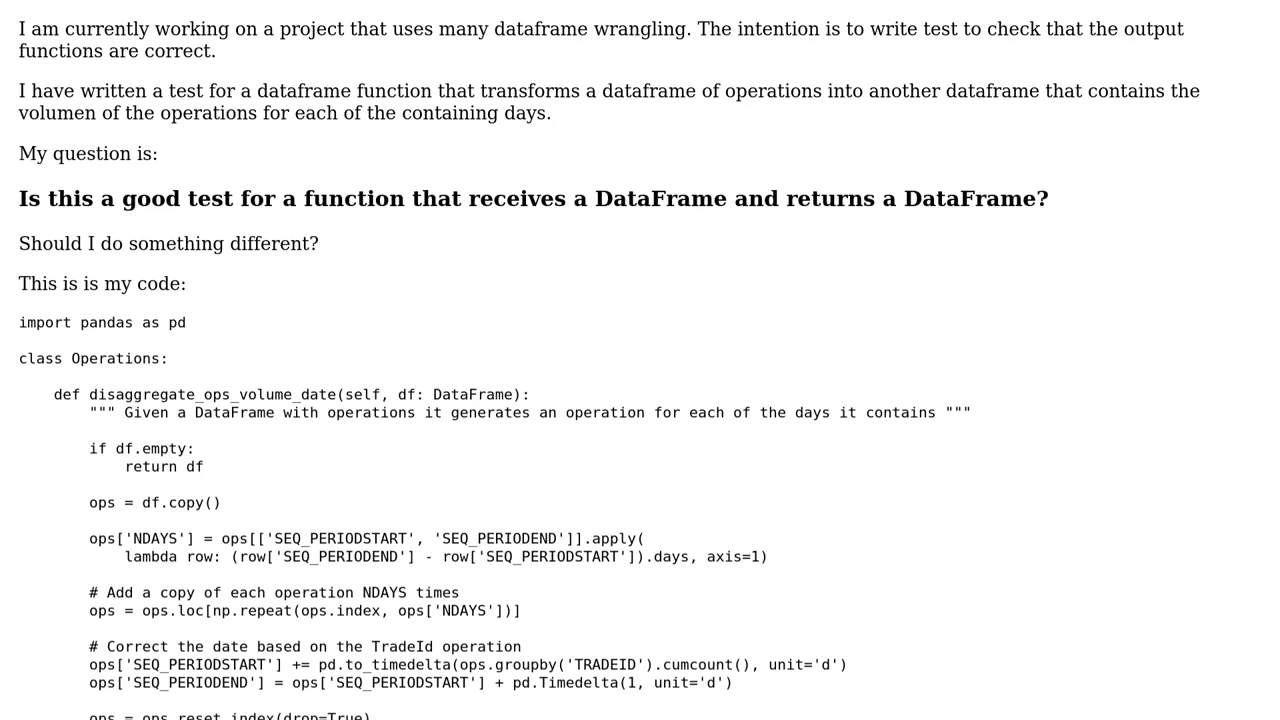 I am currently working on a project that uses many dataframe wrangling. The intention is to write test to check that the output
functions are correct.
I have written a test for a dataframe function that transforms a dataframe of operations into another dataframe that contains the
volumen of the operations for each of the containing days.
My question is:
Is this a good test for a function that receives a DataFrame and returns a DataFrame?
Should I do something different?
This is is my code:
import pandas as pd
class Operations:
    def disaggregate_ops_volume_date(self, df: DataFrame):
        """ Given a DataFrame with operations it generates an operation for each of the days it contains """
        if df.empty:
            return df
        ops = df.copy()
        ops['NDAYS'] = ops[['SEQ_PERIODSTART', 'SEQ_PERIODEND']].apply(
            lambda row: (row['SEQ_PERIODEND'] - row['SEQ_PERIODSTART']).days, axis=1)
        # Add a copy of each operation NDAYS times
        ops = ops.loc[np.repeat(ops.index, ops['NDAYS'])]
        # Correct the date based on the TradeId operation
        ops['SEQ_PERIODSTART'] += pd.to_timedelta(ops.groupby('TRADEID').cumcount(), unit='d')
        ops['SEQ_PERIODEND'] = ops['SEQ_PERIODSTART'] + pd.Timedelta(1, unit='d')
        ops = ops.reset_index(drop=True)